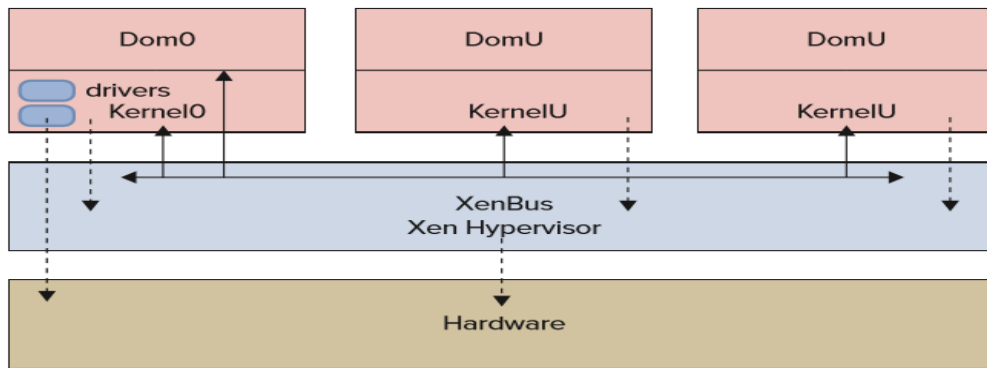 Dom0
DomU
DomU
drivers
Kernel0
KernelU
KernelU
XenBus
Xen Hypervisor
Hardware